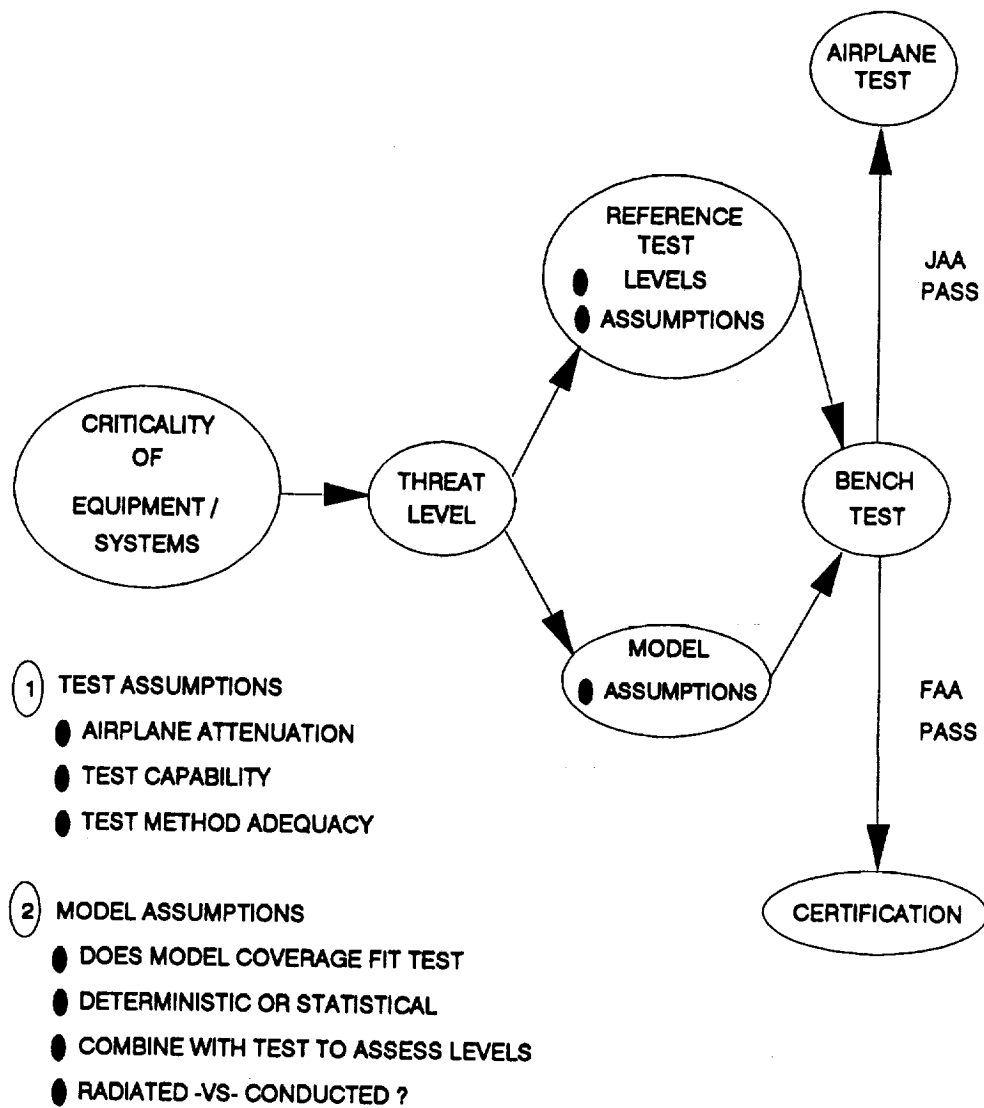 AIRPLANE
TEST
REFERENCE
TEST
LEVELS
ASSUMPTIONS
JAA
PASS
CRITICALITY
OF
EQUIPMENT /
SYSTEMS
THREAT
LEVEL
BENCH
TEST
MODEL
ASSUMPTIONS
FAA
PASS
CERTIFICATION
1 TEST ASSUMPTIONS
AIRPLANE ATTENUATION
TEST CAPABILITY
TEST METHOD ADEQUACY
2 MODEL ASSUMPTIONS
DOES MODEL COVERAGE FIT TEST
DETERMINISTIC OR STATISTICAL
COMBINE WITH TEST TO ASSESS LEVELS
RADIATED -VS- CONDUCTED ?